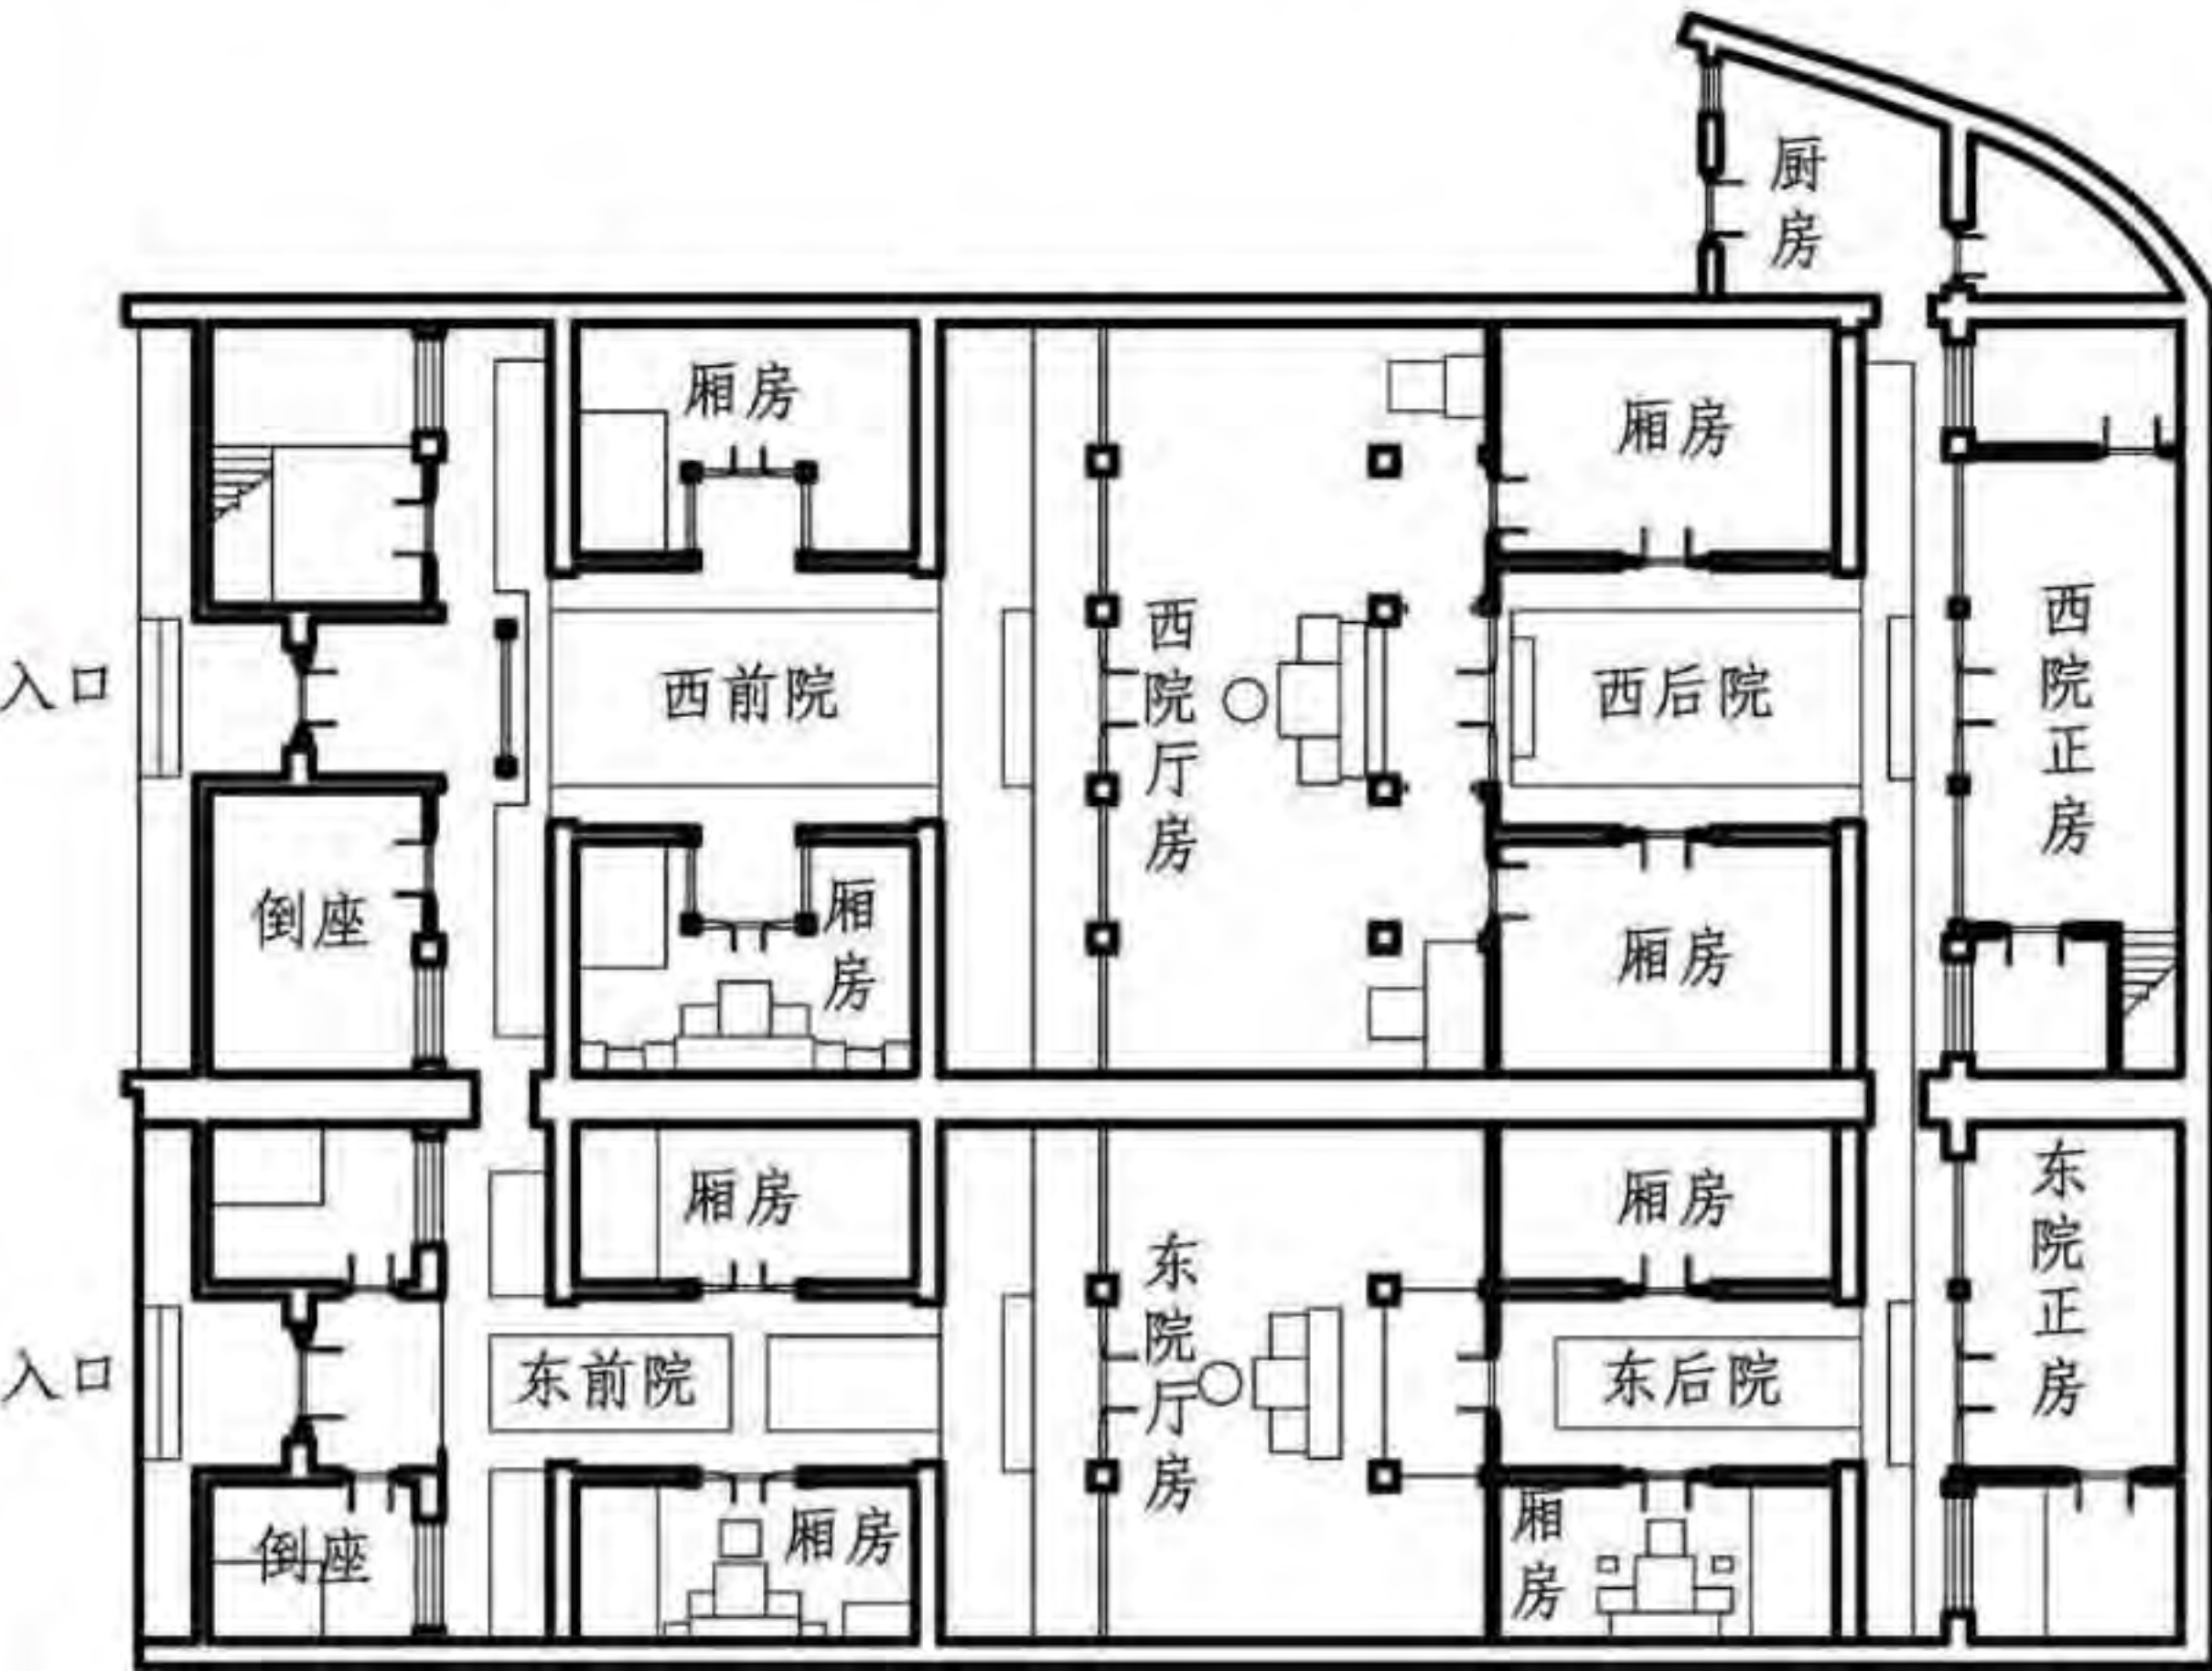 厨房
厢房
厢房
入口
西前院
西院厅房
西后院
西院正房
倒座
厢房
厢房
厢房
厢房
东院正房
入口
东前院
东院厅房
东后院
倒座
厢房
厢房